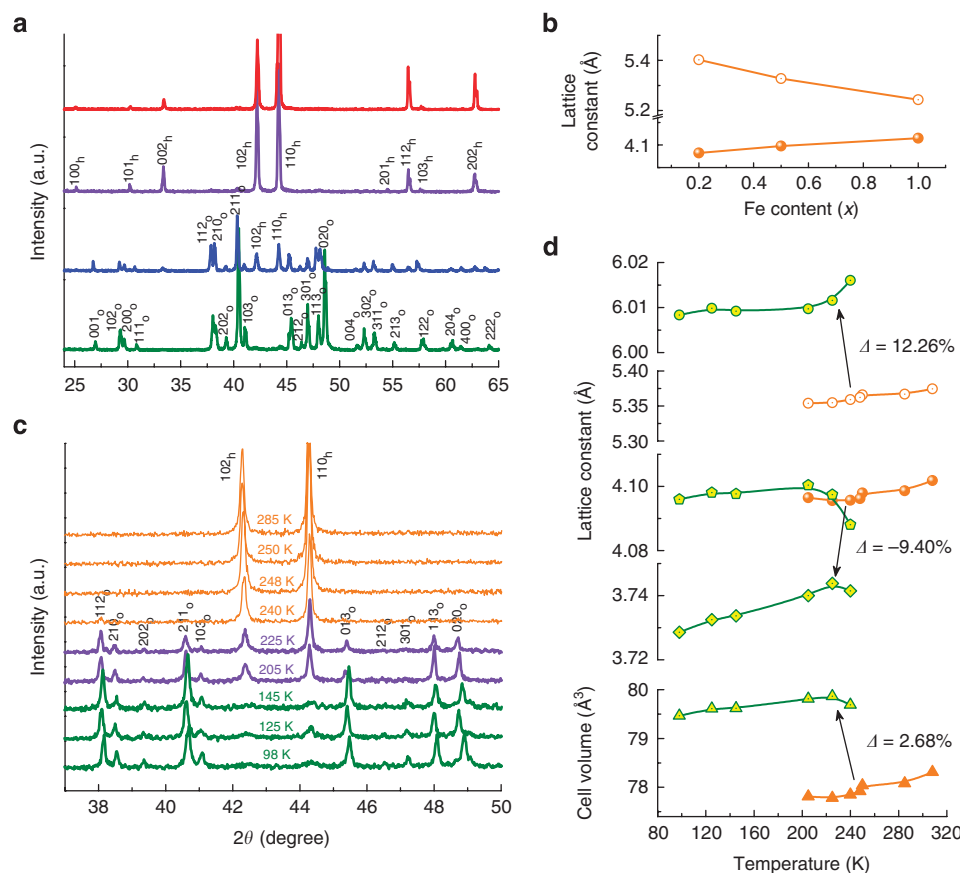 a
Intensity (a.u.)
100h
101h
002h
102h
110h
201h
112h
103h
202h
112o
210o
211o
102h
110h
020o
001o
102o
200o
111o
202o
103o
013o
212o
301o
113o
004o
302o
311o
213o
122o
204o
400o
222o
25 30 35 40 45 50 55 60 65
b
Lattice
constant (Å)
5.4
5.2
4.1
0.2 0.4 0.6 0.8 1.0
Fe content (x)
c
Intensity (a.u.)
102h
110h
285 K
250 K
248 K
240 K
225 K
205 K
145 K
125 K
98 K
112o
210o
202o
211o
103o
013o
212o
301o
113o
020o
38 40 42 44 46 48 50
2θ (degree)
d
Lattice constant (Å)
6.02
6.01
6.00
Δ = 12.26%
5.40
5.35
5.30
4.10
4.08
Δ = –9.40%
3.74
3.72
Cell volume (Å³)
80
79
78
Δ = 2.68%
80 120 160 200 240 280 320
Temperature (K)